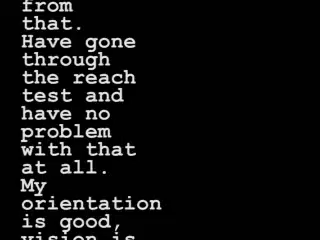 from
that.
Have gone
through
the reach
test and
have no
problem
with that
at all.
My
orientation
is good,
vision is